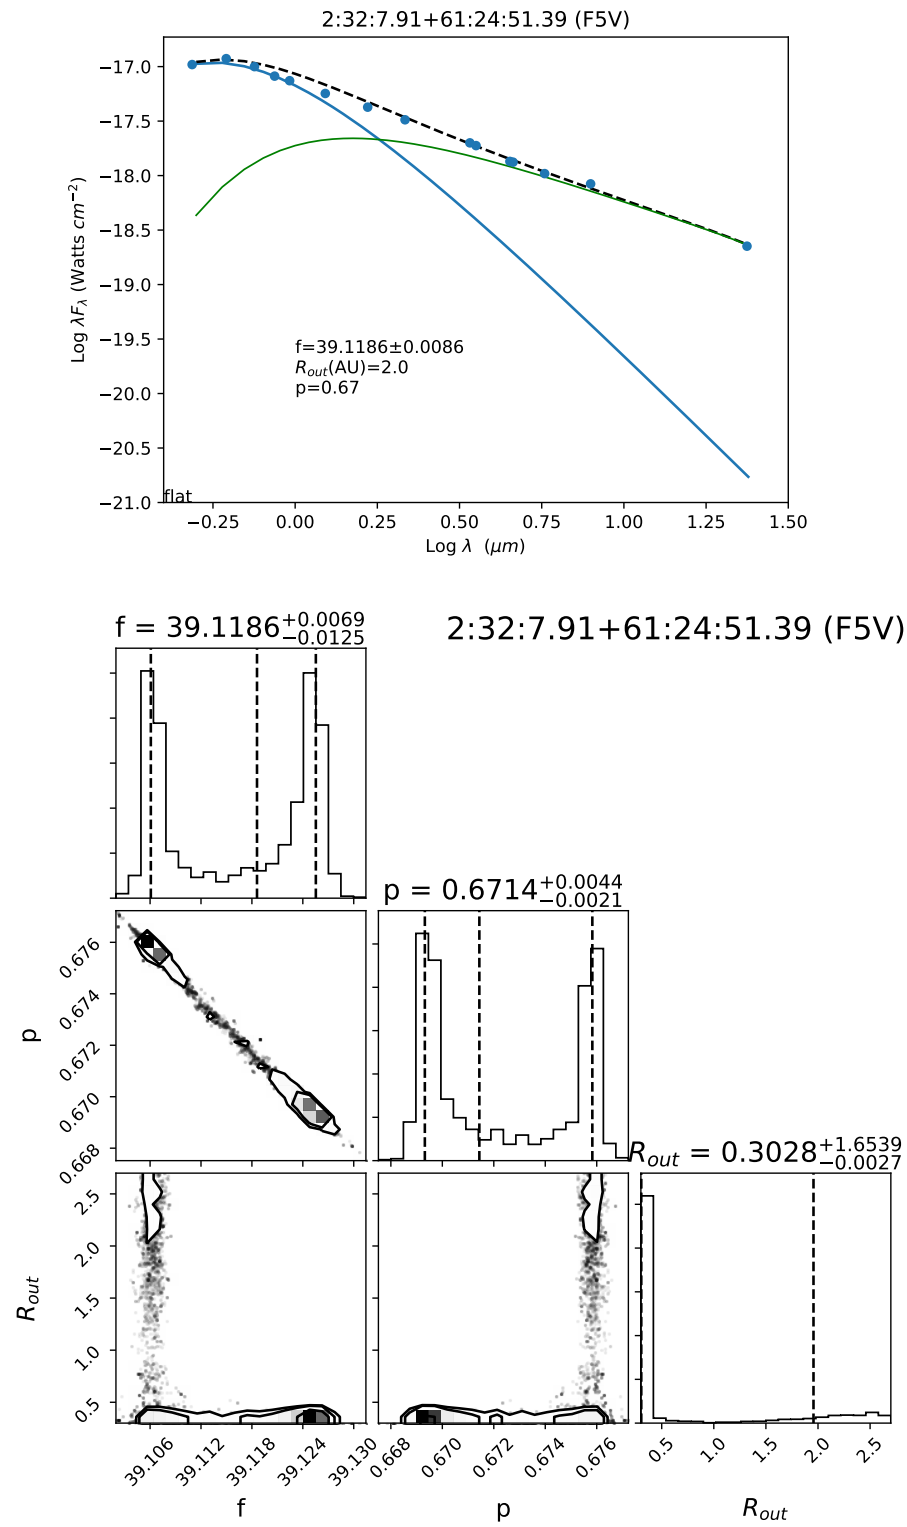 2:32:7.91+61:24:51.39 (F5V)
−17.0
−17.5
−18.0
−18.5
−19.0
−19.5
−20.0
−20.5
−21.0
Log λFλ (Watts cm−2)
f=39.1186±0.0086
Rout(AU)=2.0
p=0.67
flat
−0.25 0.00 0.25 0.50 0.75 1.00 1.25 1.50
Log λ (μm)
f = 39.1186+0.0069−0.0125
2:32:7.91+61:24:51.39 (F5V)
p = 0.6714+0.0044−0.0021
0.676
0.674
0.672
0.670
0.668
p
Rout = 0.3028+1.6539−0.0027
2.5
2.0
1.5
1.0
0.5
Rout
39.106 39.112 39.118 39.124 39.130
0.668 0.670 0.672 0.674 0.676
0.5 1.0 1.5 2.0 2.5
f
p
Rout